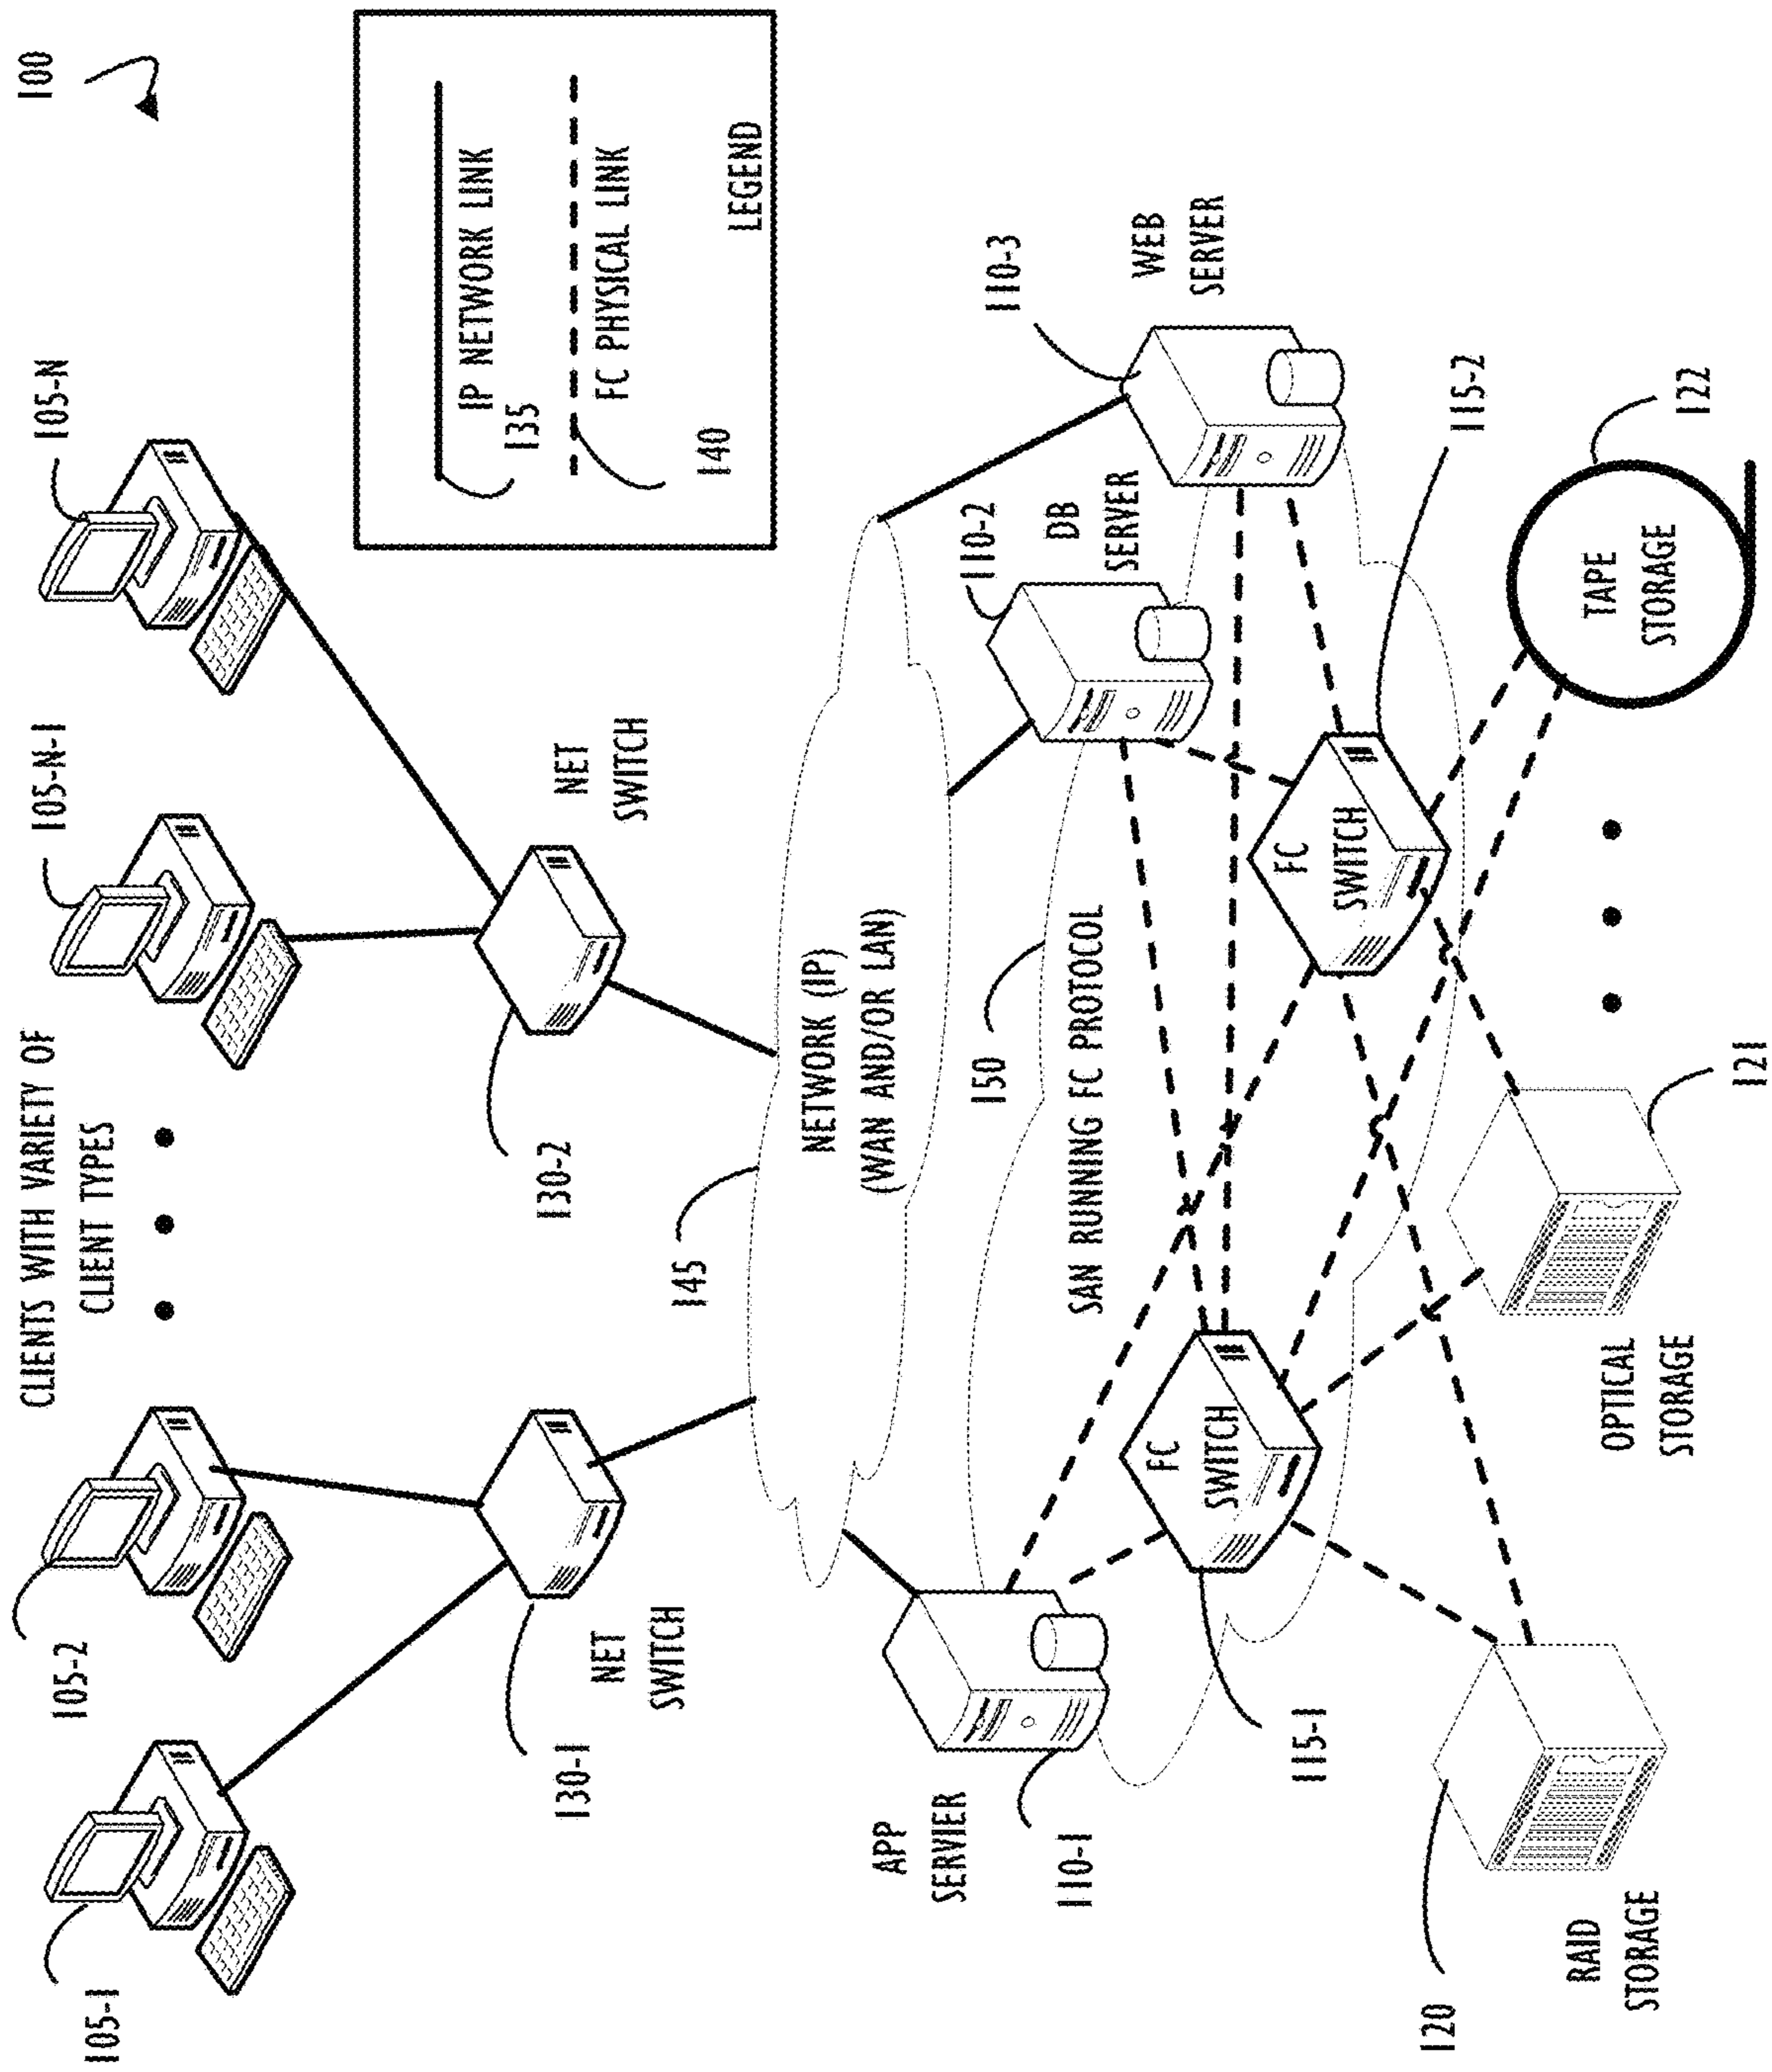 100
CLIENTS WITH VARIETY OF
CLIENT TYPES
105-1
105-2
105-N-1
105-N
IP NETWORK LINK
135
FC PHYSICAL LINK
140
LEGEND
NET
SWITCH
130-1
NET
SWITCH
130-2
145
NETWORK (IP)
(WAN AND/OR LAN)
APP
SERVIER
110-1
110-2
DB
SERVER
110-3
WEB
SERVER
150
SAN RUNNING FC PROTOCOL
FC
SWITCH
115-1
FC
SWITCH
115-2
120
RAID
STORAGE
OPTICAL
STORAGE
121
TAPE
STORAGE
122